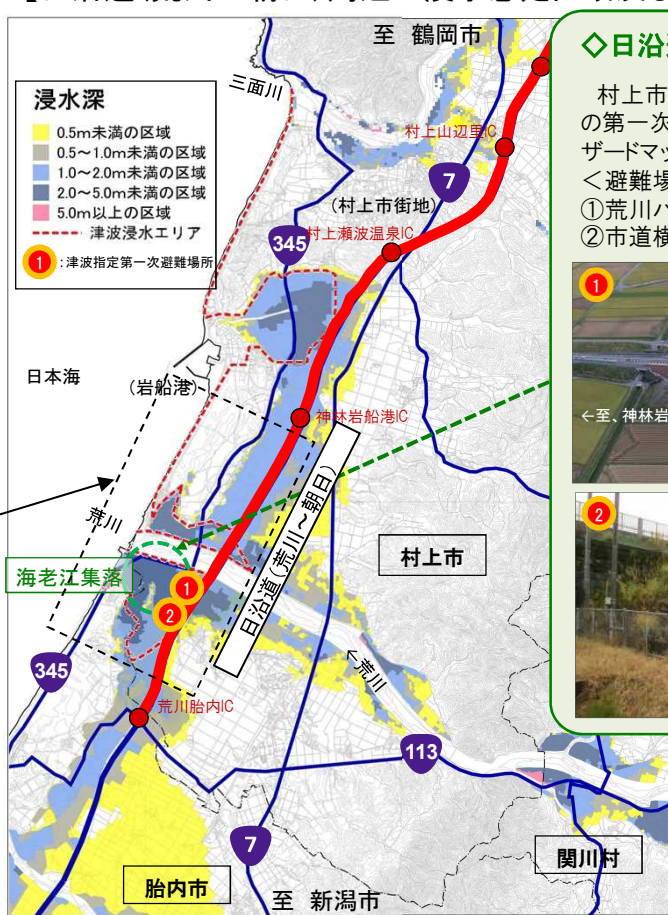 至 鶴岡市
三面川
浸水深
0.5m未満の区域
0.5～1.0m未満の区域
1.0～2.0m未満の区域
2.0～5.0m未満の区域
5.0m以上の区域
津波浸水エリア
1 :津波指定第一次避難場所
村上山辺里IC
7
(村上市街地)
345
村上瀬波温泉IC
日本海
(岩船港)
神林岩船港IC
荒川
日沿道(荒川～朝日)
村上市
海老江集落
1
2
←荒川
345
荒川胎内IC
113
7
関川村
胎内市
至 新潟市
◇日沿
村上市
の第一次
ザードマッ
＜避難場
①荒川パ
②市道横
1
←至、神林岩
2